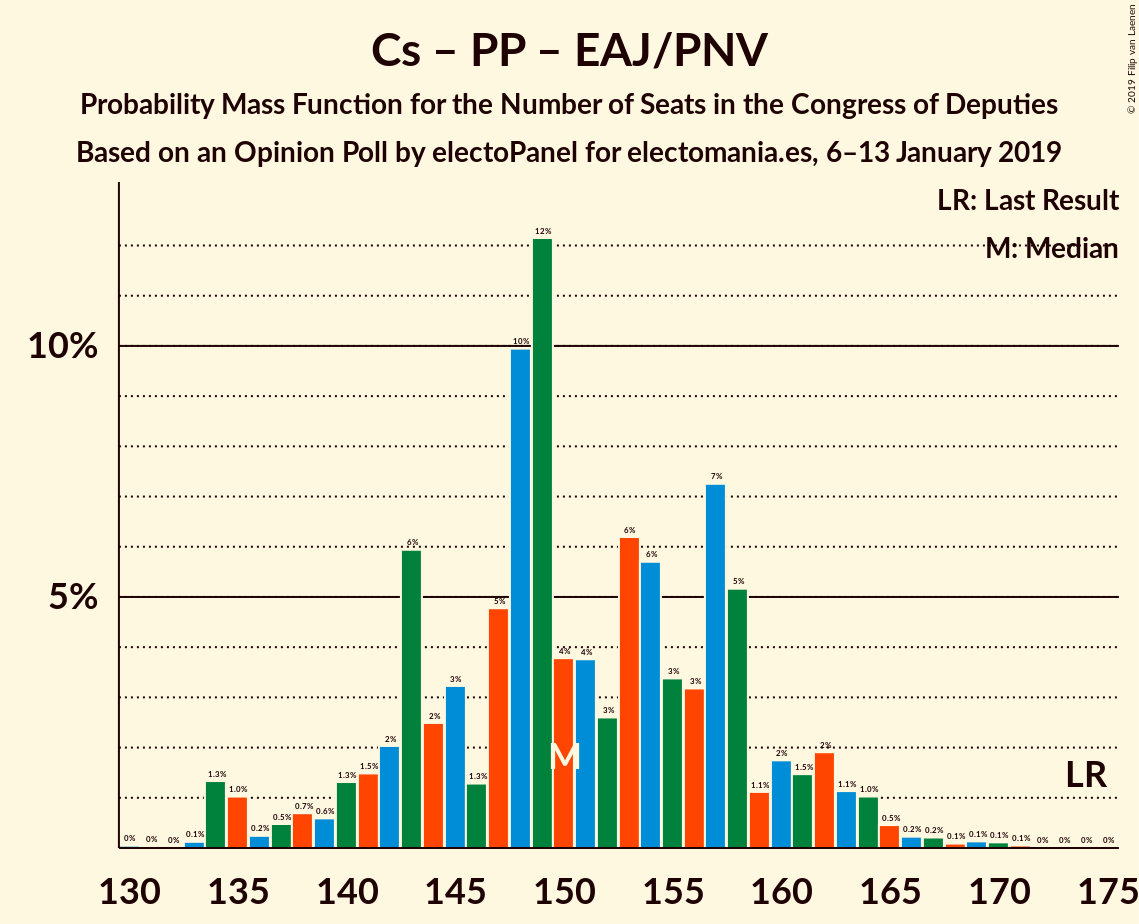 Cs – PP – EAJ/PNV
Probability Mass Function for the Number of Seats in the Congress of Deputies
Based on an Opinion Poll by electoPanel for electomania.es, 6–13 January 2019
© 2019 Filip van Laenen
LR: Last Result
M: Median
10%
5%
0% 0% 0% 0.1% 1.3% 1.0% 0.2% 0.5% 0.7% 0.6% 1.3% 1.5% 2% 6% 2% 3% 1.3% 5% 10% 12% 4% 4% 3% 6% 6% 3% 3% 7% 5% 1.1% 2% 1.5% 2% 1.1% 1.0% 0.5% 0.2% 0.2% 0.1% 0.1% 0.1% 0.1% 0% 0% 0% 0%
M
LR
130 135 140 145 150 155 160 165 170 175